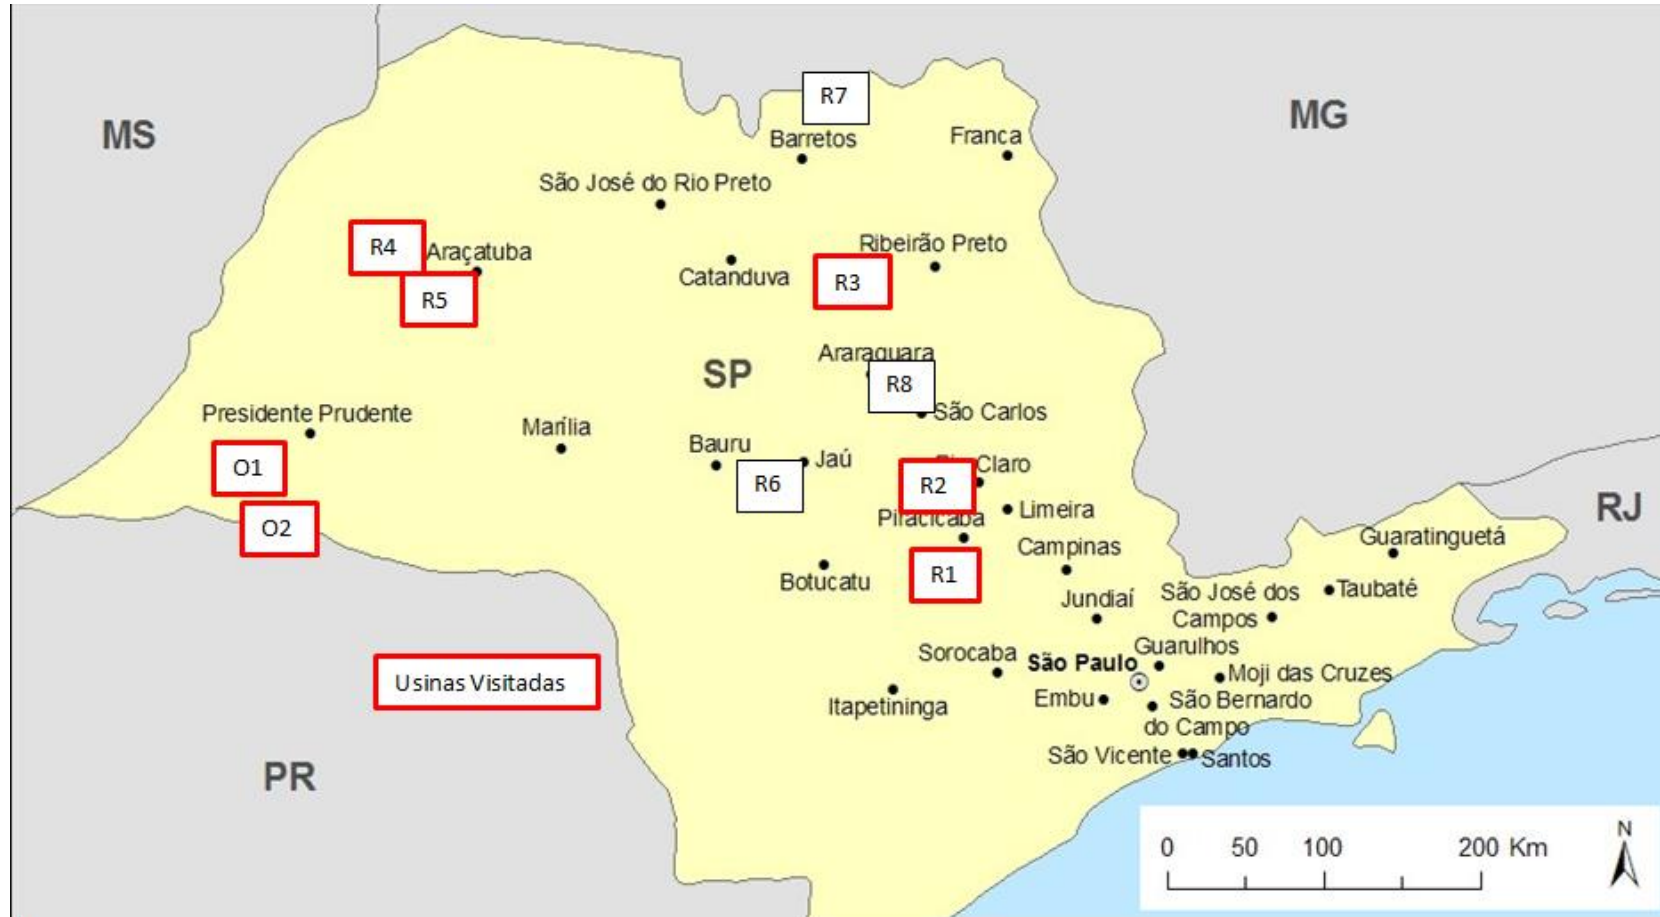 R7
MS
MG
Barretos
Franca
São José do Rio Preto
R4
Araçatuba
Ribeirão Preto
Catanduva
R3
R5
Araraquara
SP
R8
Presidente Prudente
São Carlos
Marília
Bauru
Jaú
O1
Claro
R6
R2
RJ
Piracicaba
Limeira
O2
Guaratinguetá
Campinas
R1
Botucatu
São José dos
Campos
Taubaté
Jundiaí
Guarulhos
Sorocaba
São Paulo
Moji das Cruzes
Usinas Visitadas
Embu
São Bernardo
do Campo
Itapetininga
São Vicente
Santos
PR
N
0 50 100 200 Km